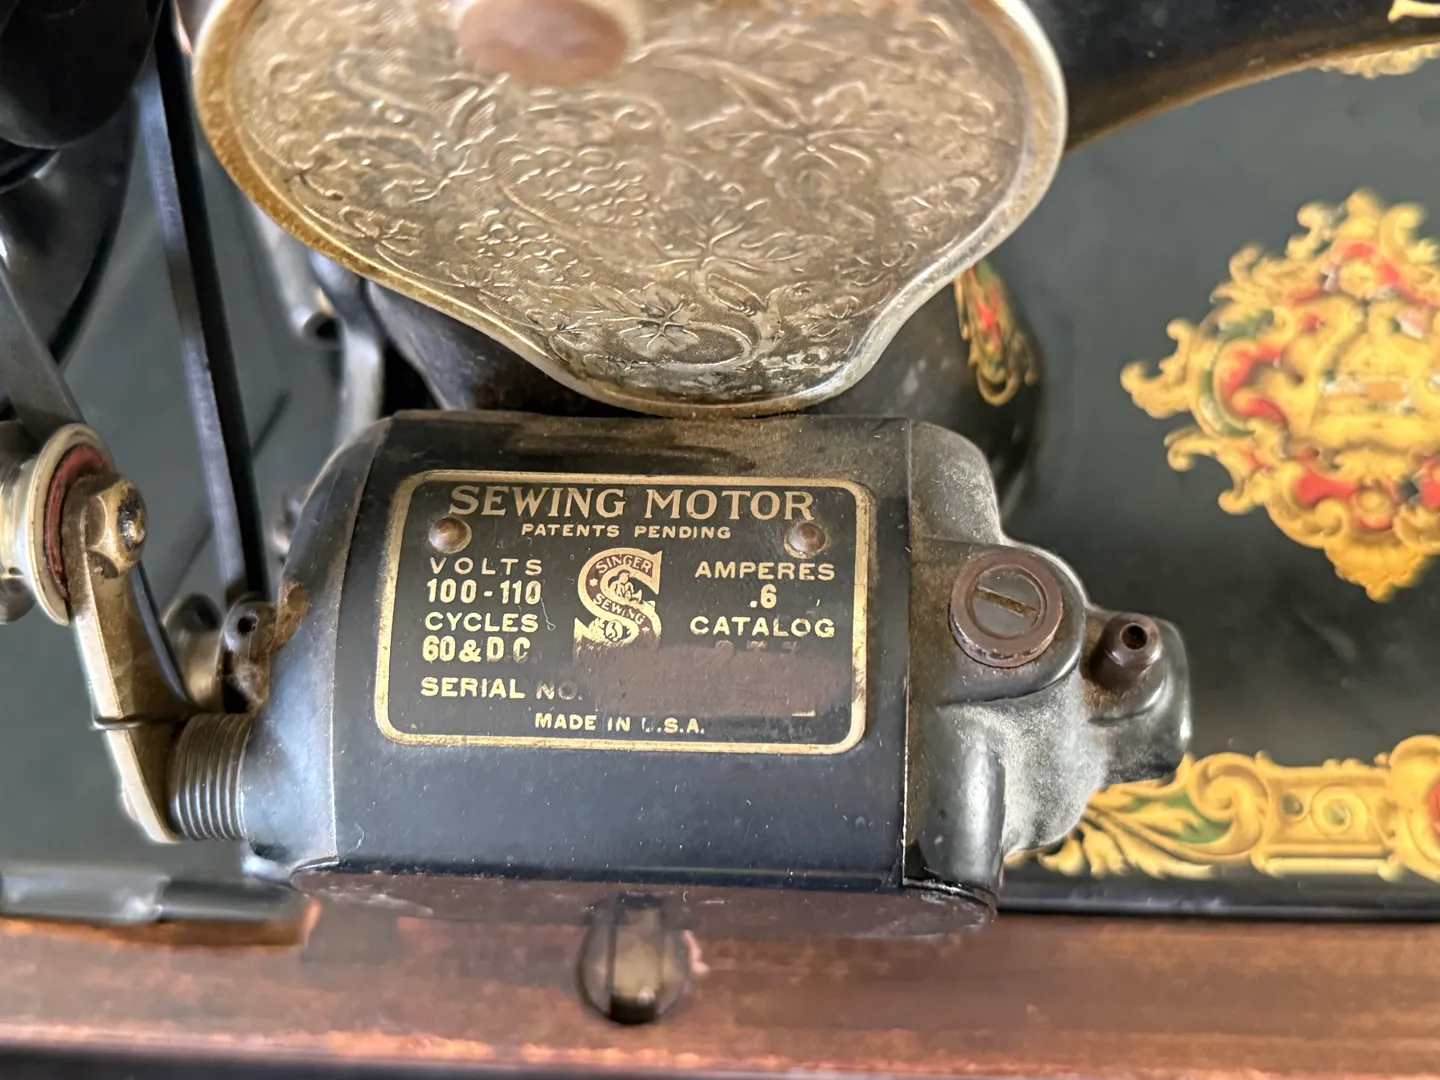 SEWING MOTOR
PATENTS PENDING
VOLTS
100-110
CYCLES
60 & D.C.
SINGER
SEWING
AMPERES
.6
CATALOG
SERIAL NO.
MADE IN U.S.A.